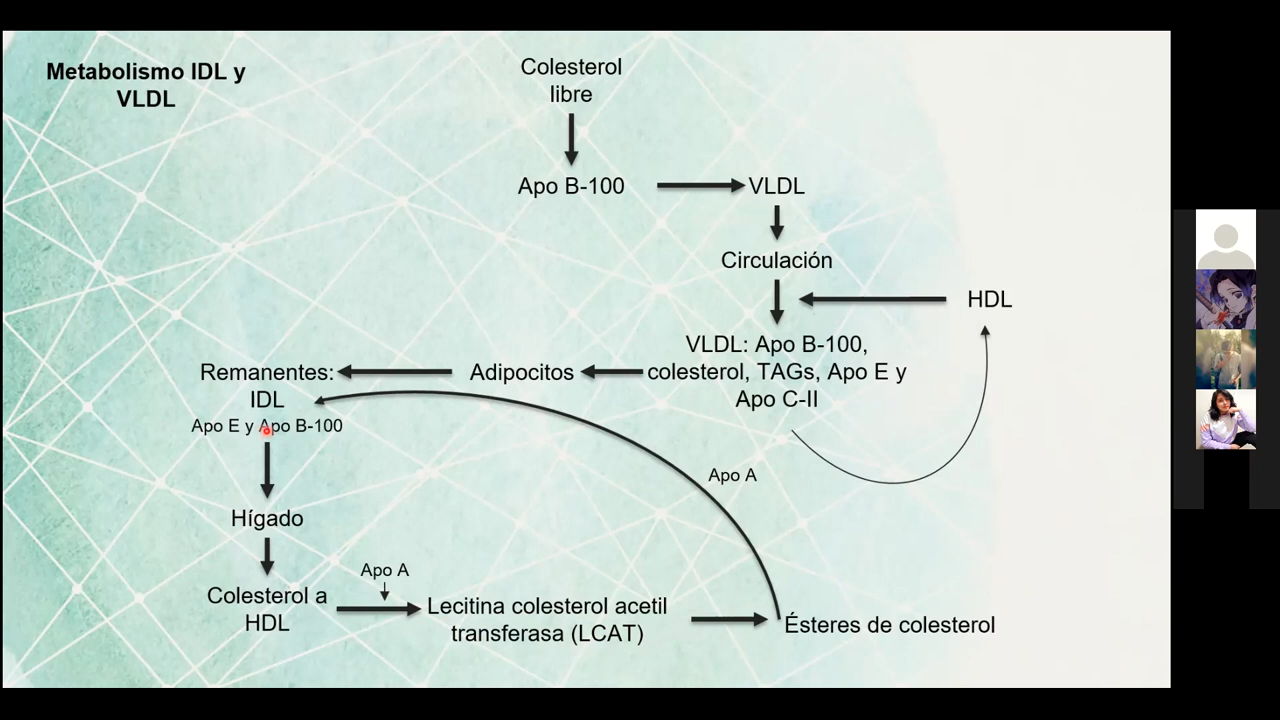 Metabolismo IDL y
VLDL
Colesterol
libre
Apo B-100
VLDL
Circulación
HDL
VLDL: Apo B-100,
colesterol, TAGs, Apo E y
Apo C-II
Adipocitos
Remanentes:
IDL
Apo E y Apo B-100
Apo A
Hígado
Colesterol a
HDL
Apo A
Lecitina colesterol acetil
transferasa (LCAT)
Ésteres de colesterol